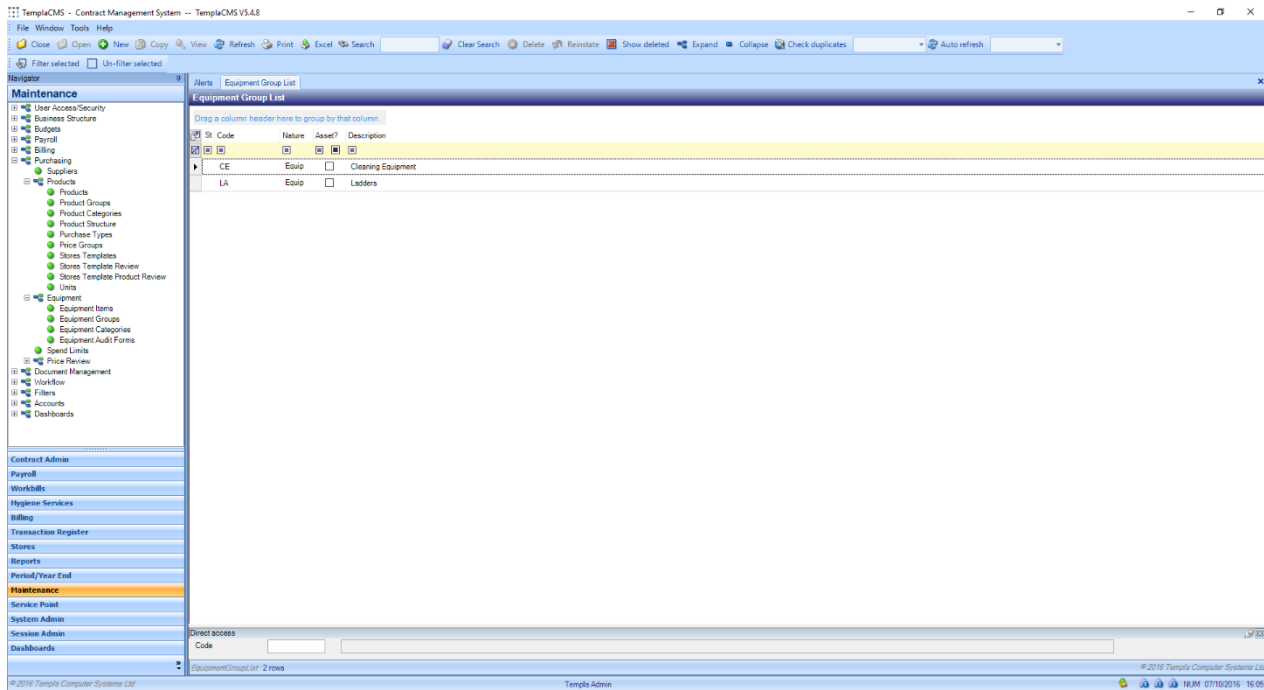 TemplaCMS - Contract Management System -- TemplaCMS V5.4.8
File Window Tools Help
Close Open New Copy View Refresh Print Excel Search Clear Search Delete Reinstate Show deleted Expand Collapse Check duplicates Auto refresh
Filter selected Un-filter selected
Navigator
Maintenance
User Access/Security
Business Structure
Budgets
Payroll
Billing
Purchasing
Suppliers
Products
Products
Product Groups
Product Categories
Product Structure
Purchase Types
Price Groups
Stores Templates
Stores Template Review
Stores Template Product Review
Units
Equipment
Equipment Items
Equipment Groups
Equipment Categories
Equipment Audit Forms
Spend Limits
Price Review
Document Management
Workflow
Filters
Accounts
Dashboards
Contract Admin
Payroll
Workbills
Hygiene Services
Billing
Transaction Register
Stores
Reports
Period/Year End
Maintenance
Service Point
System Admin
Session Admin
Dashboards
Alerts Equipment Group List
Equipment Group List
Drag a column header here to group by that column.
St Code Nature Asset? Description
CE Equip Cleaning Equipment
LA Equip Ladders
Direct access
Code
EquipmentGroupList 2 rows
© 2016 Templa Computer Systems Ltd
© 2016 Templa Computer Systems Ltd Templa Admin NUM 07/10/2016 16:05